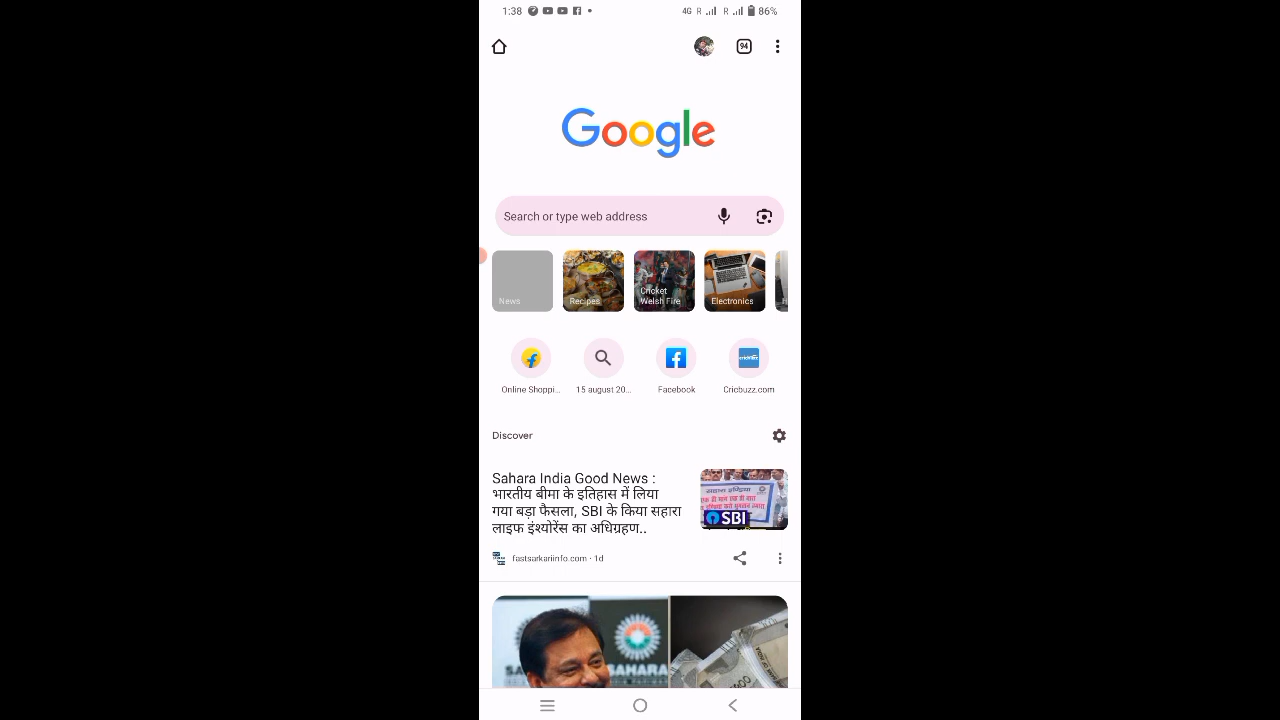 1:38
4G R R 86%
94
Google
Search or type web address
News
Recipes
Cricket
Welsh Fire
Electronics
Online Shoppi...
15 august 20...
Facebook
Cricbuzz.com
Discover
Sahara India Good News :
भारतीय बीमा के इतिहास में लिया
गया बड़ा फैसला, SBI के किया सहारा
लाइफ इंश्योरेंस का अधिग्रहण..
SBI
fastsarkariinfo.com · 1d
SAHARA